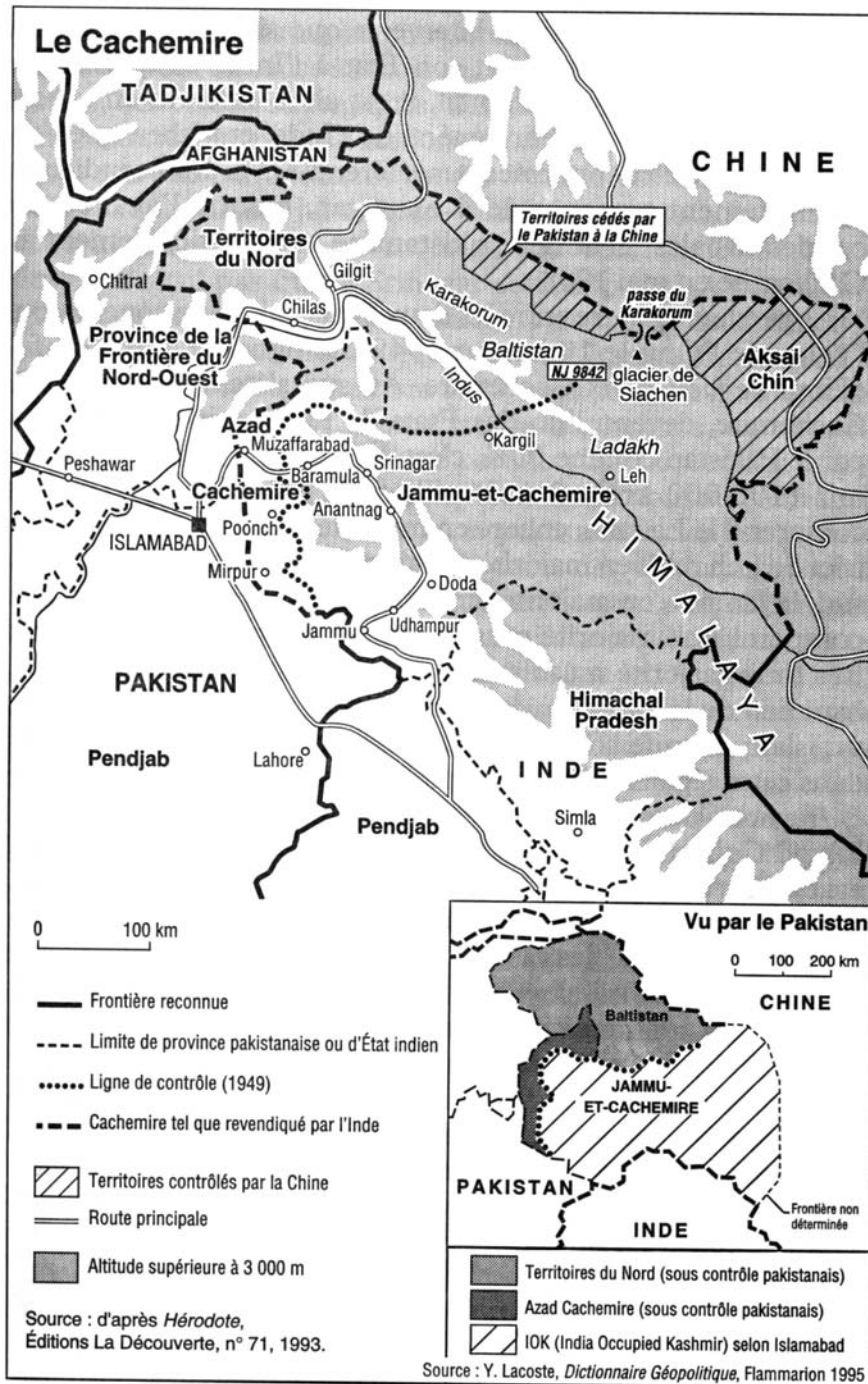 Le Cachemire
TADJIKISTAN
AFGHANISTAN
CHINE
Territoires cédés par
le Pakistan à la Chine
Territoires
du Nord
Chitral
Gilgit
Chilas
Karakorum
passe du
Karakorum
Province de la
Frontière du
Nord-Ouest
Baltistan
Aksai
Chin
Indus
NJ 9842
glacier de
Siachen
Azad
Muzaffarabad
Kargil
Ladakh
Peshawar
Baramula
Srinagar
Leh
Cachemire
Anantnag
Jammu-et-Cachemire
Poonch
ISLAMABAD
HIMALAYA
Mirpur
Doda
Jammu
Udhampur
PAKISTAN
Himachal
Pradesh
Pendjab
Lahore
INDE
Pendjab
Simla
0 100 km
Frontière reconnue
Limite de province pakistanaise ou d'État indien
Ligne de contrôle (1949)
Cachemire tel que revendiqué par l'Inde
Territoires contrôlés par la Chine
Route principale
Altitude supérieure à 3 000 m
Source : d'après Hérodote,
Éditions La Découverte, n° 71, 1993.
Vu par le Pakistan
0 100 200 km
CHINE
Baltistan
JAMMU-
ET-CACHEMIRE
PAKISTAN
Frontière non
déterminée
INDE
Territoires du Nord (sous contrôle pakistanais)
Azad Cachemire (sous contrôle pakistanais)
IOK (India Occupied Kashmir) selon Islamabad
Source : Y. Lacoste, Dictionnaire Géopolitique, Flammarion 1995